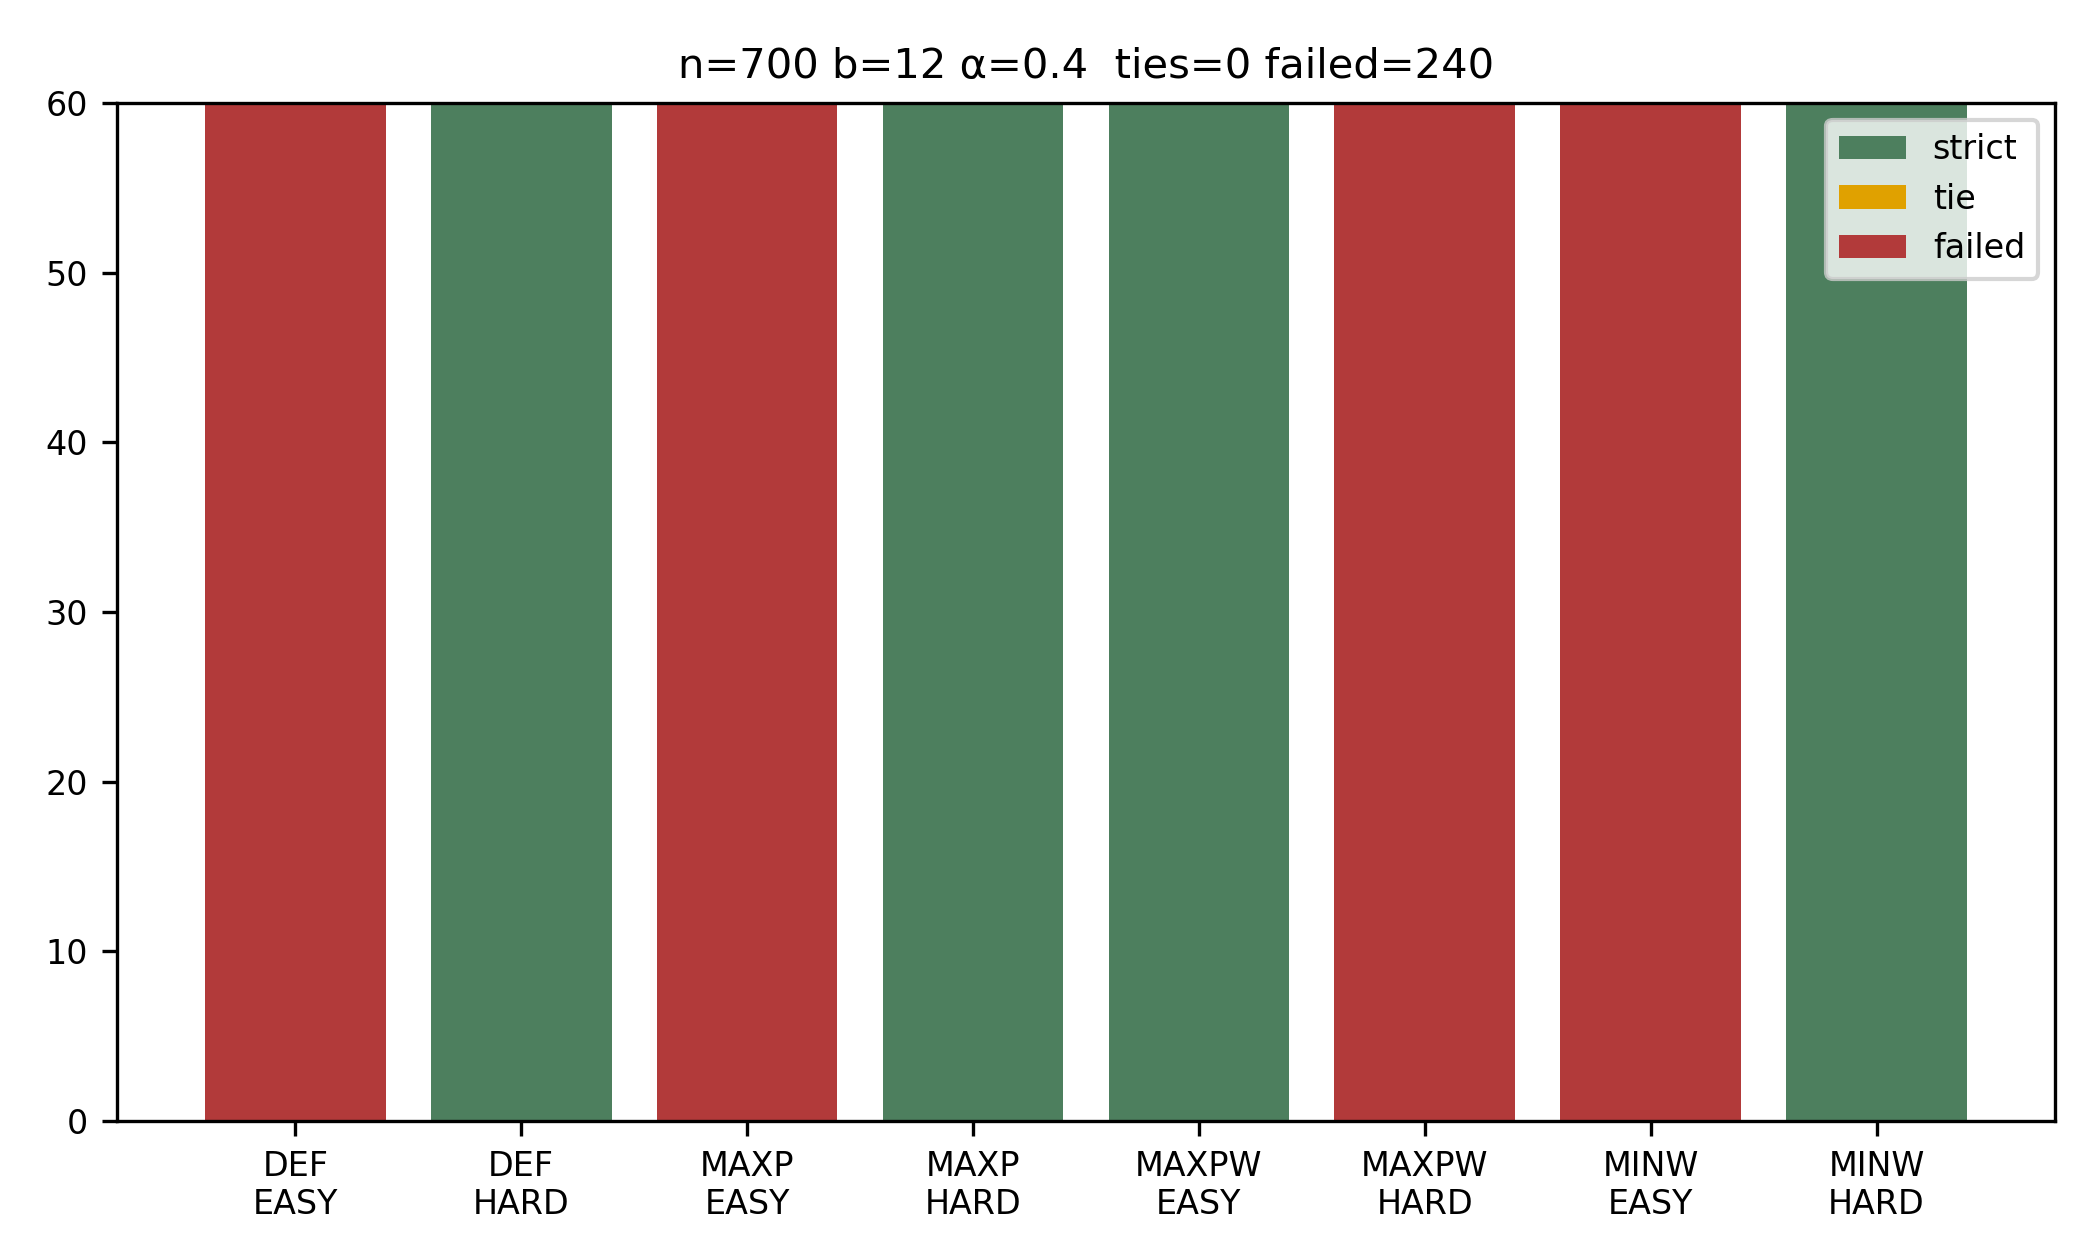 n=700 b=12 α=0.4  ties=0 failed=240
60
50
40
30
20
10
0
strict
tie
failed
DEF
EASY
DEF
HARD
MAXP
EASY
MAXP
HARD
MAXPW
EASY
MAXPW
HARD
MINW
EASY
MINW
HARD